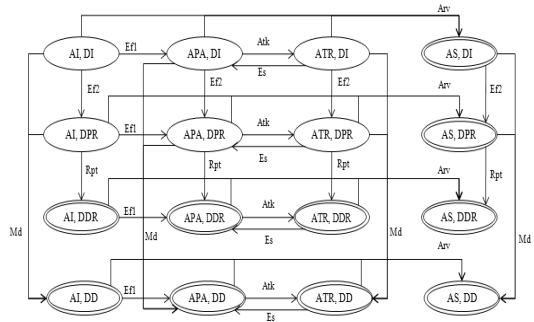 Arv
AI, DI
Ef1
APA, DI
Atk
Es
ATR, DI
AS, DI
Ef2
Ef2
Ef2
Ef2
Arv
AI, DPR
Ef1
APA, DPR
Atk
Es
ATR, DPR
AS, DPR
Rpt
Rpt
Rpt
Rpt
Arv
AI, DDR
Ef1
APA, DDR
Atk
Es
ATR, DDR
AS, DDR
Md
Md
Md
Md
Arv
AI, DD
Ef1
APA, DD
Atk
Es
ATR, DD
AS, DD